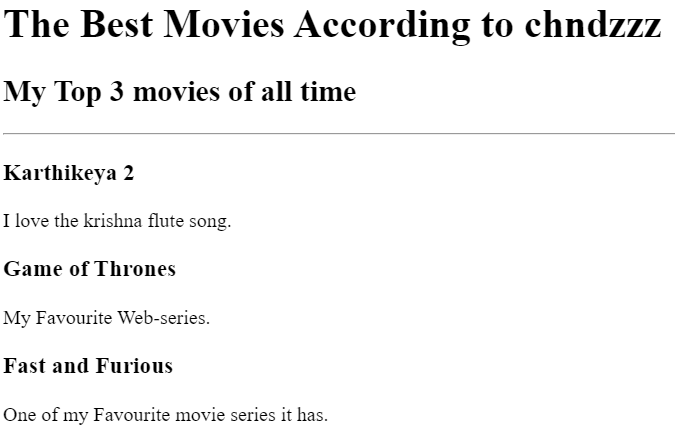 The Best Movies According to chndzzz
My Top 3 movies of all time
Karthikeya 2
I love the krishna flute song.
Game of Thrones
My Favourite Web-series.
Fast and Furious
One of my Favourite movie series it has.